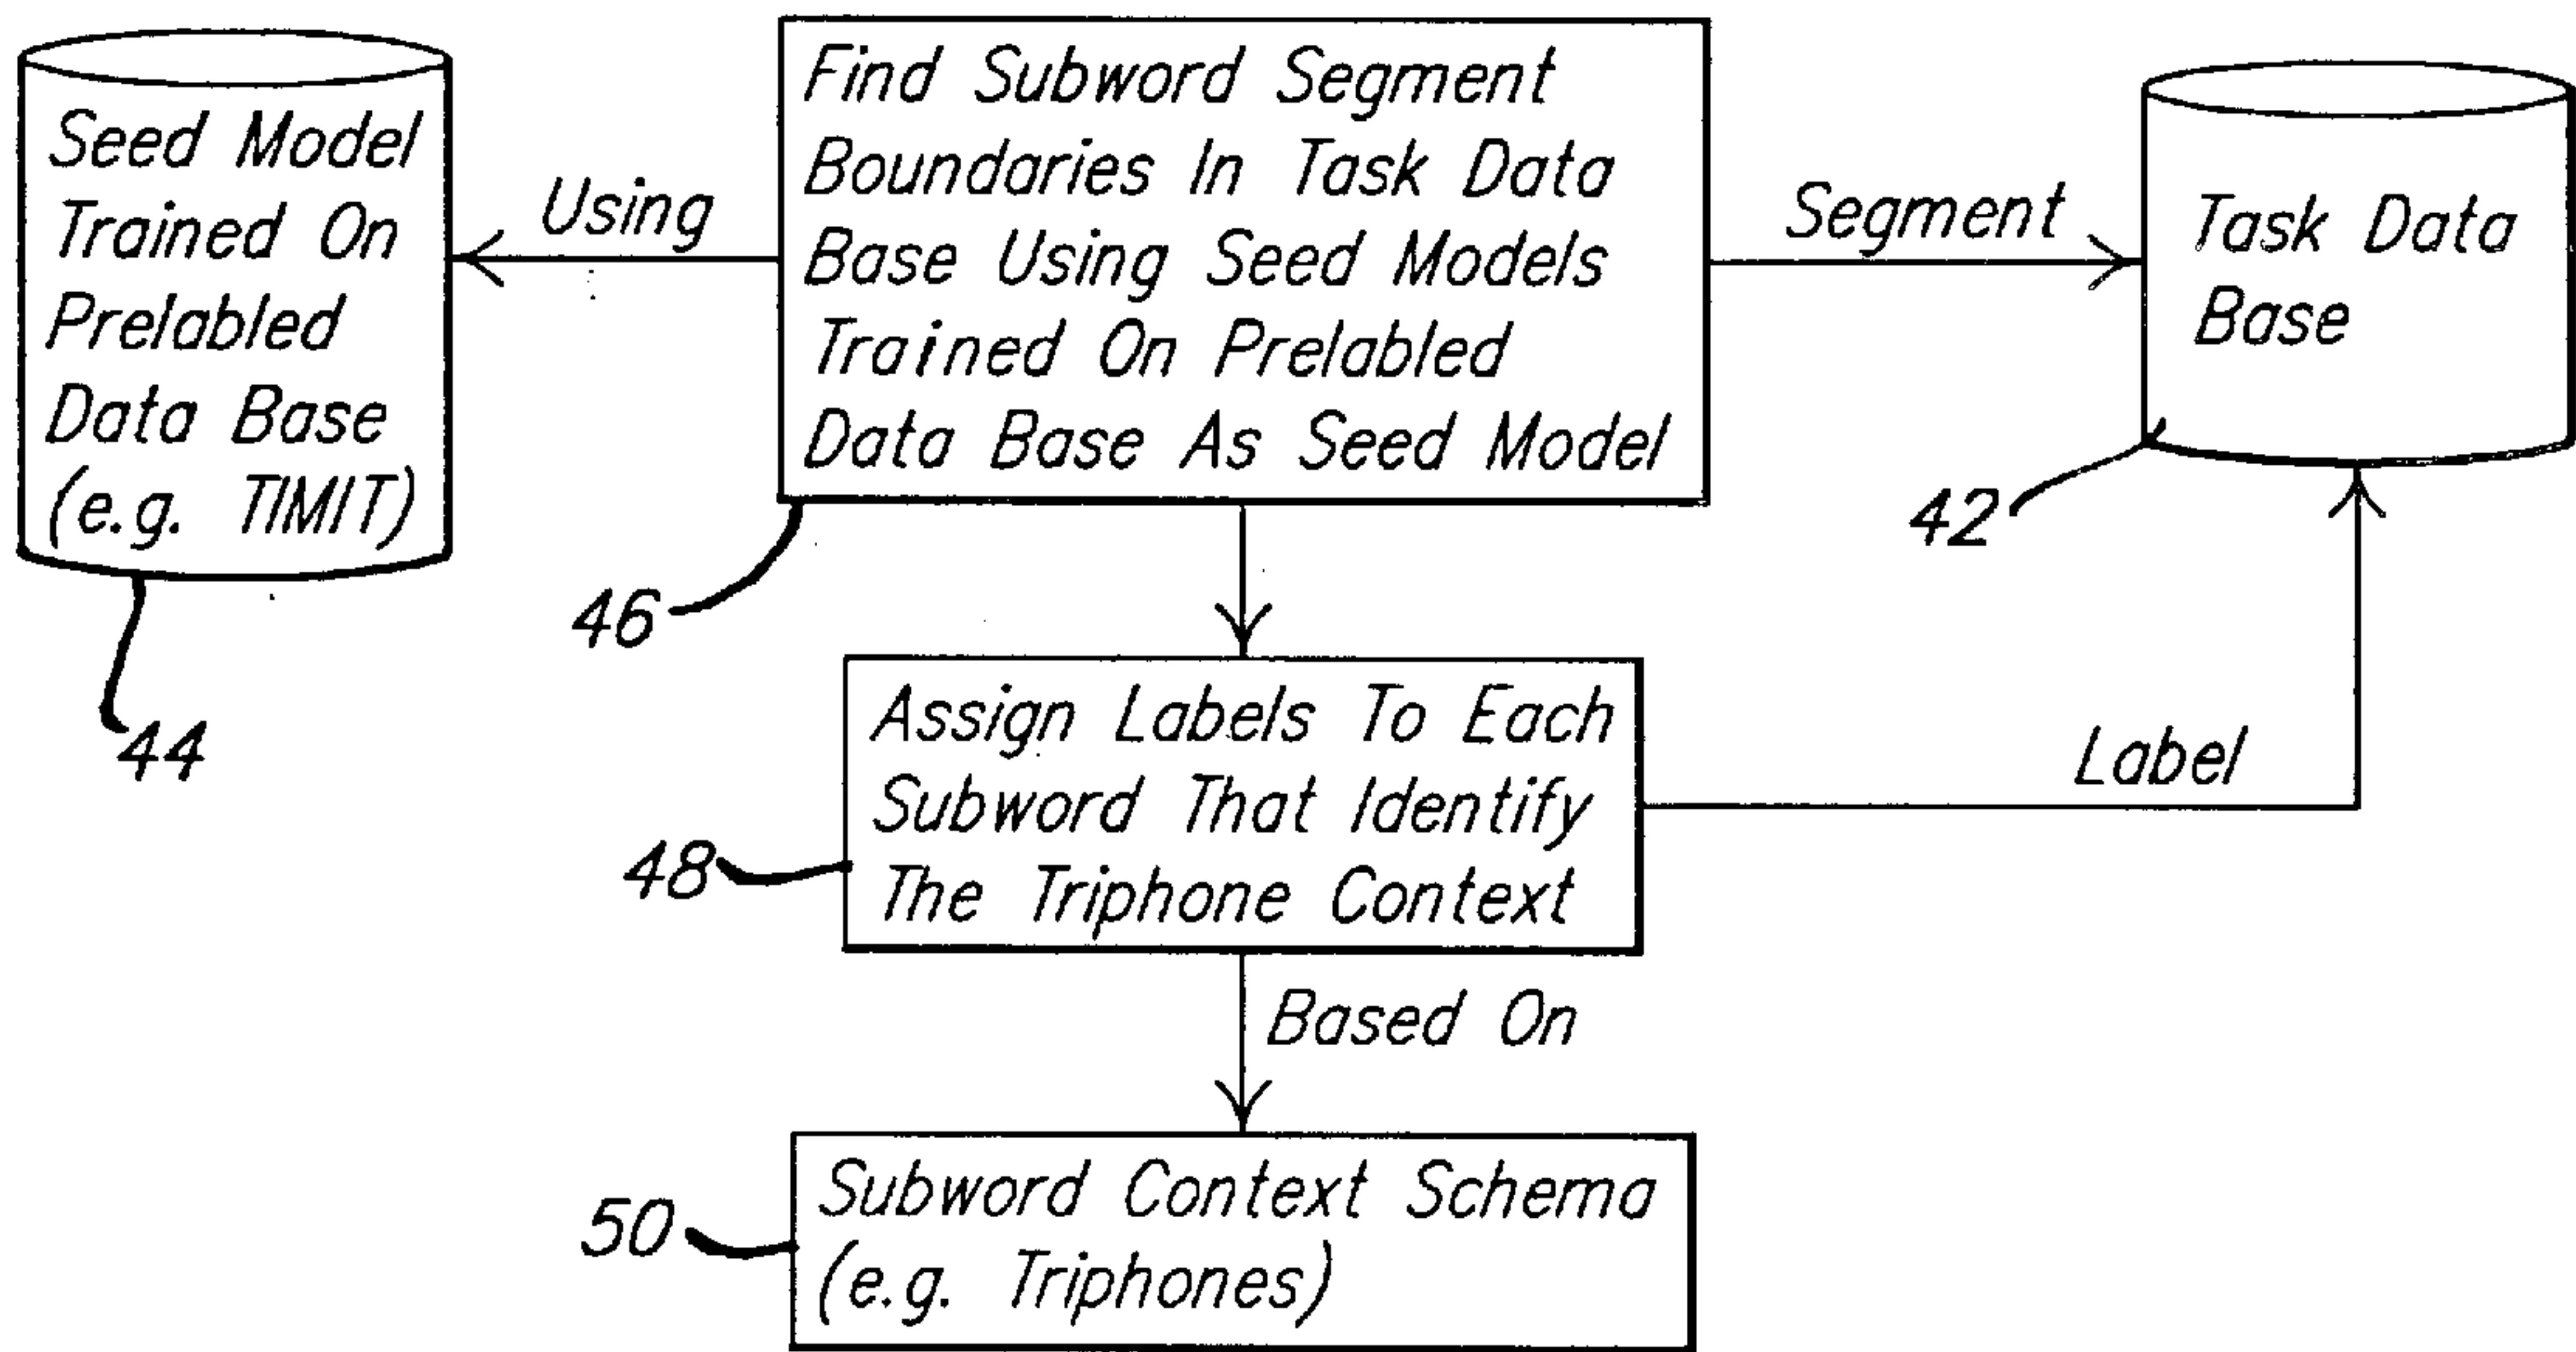 Seed Model
Trained On
Prelabled
Data Base
(e.g. TIMIT)
44
Using
Find Subword Segment
Boundaries In Task Data
Base Using Seed Models
Trained On Prelabled
Data Base As Seed Model
46
Segment
Task Data
Base
42
Assign Labels To Each
Subword That Identify
The Triphone Context
48
Label
Based On
Subword Context Schema
(e.g. Triphones)
50